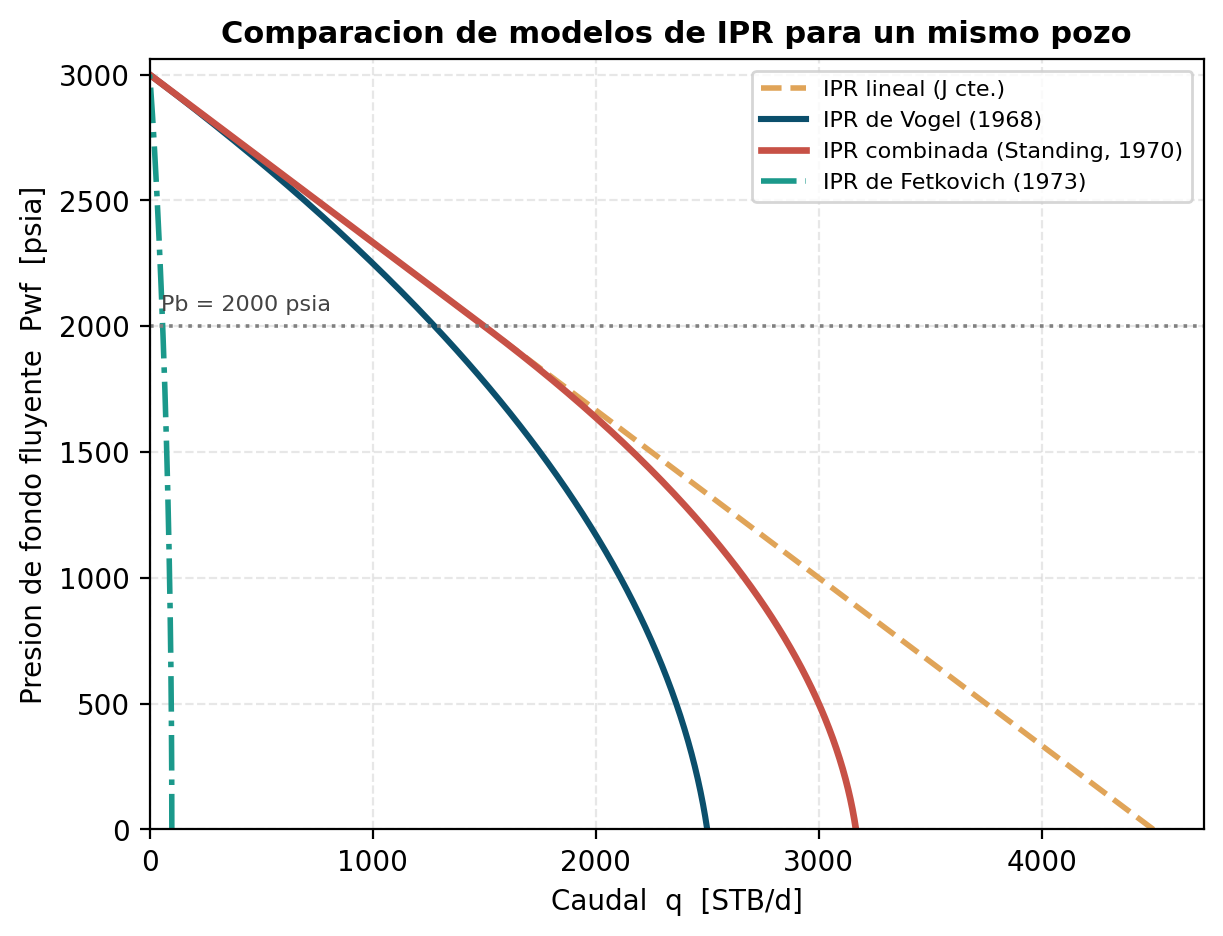 Comparacion de modelos de IPR para un mismo pozo
IPR lineal (J cte.)
IPR de Vogel (1968)
IPR combinada (Standing, 1970)
IPR de Fetkovich (1973)
Presion de fondo fluyente Pwf [psia]
3000
2500
2000
1500
1000
500
0
Pb = 2000 psia
0 1000 2000 3000 4000
Caudal q [STB/d]